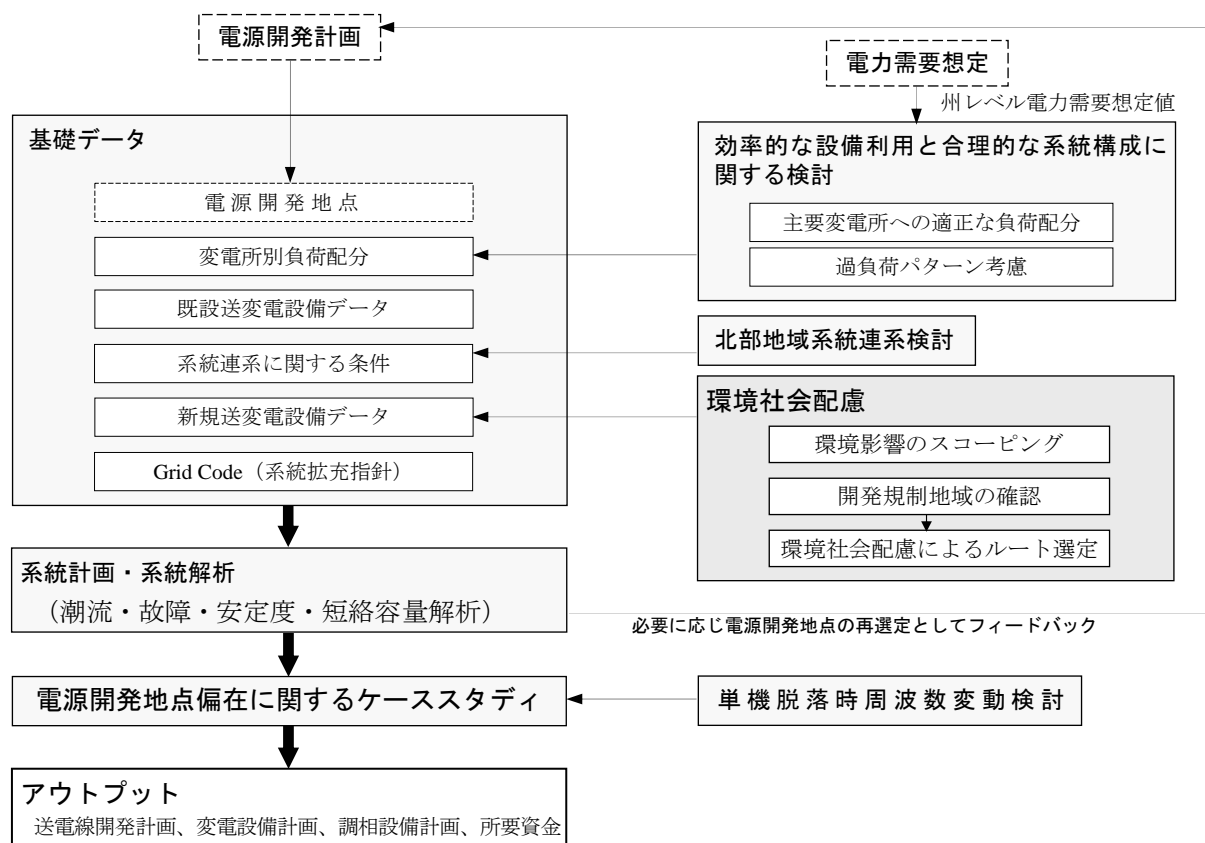 電源開発計画
電力需要想定
州レベル電力需要想定値
基礎データ
電源開発地点
変電所別負荷配分
既設送変電設備データ
系統連系に関する条件
新規送変電設備データ
Grid Code（系統拡充指針）
効率的な設備利用と合理的な系統構成に
関する検討
主要変電所への適正な負荷配分
過負荷パターン考慮
北部地域系統連系検討
環境社会配慮
環境影響のスコーピング
開発規制地域の確認
環境社会配慮によるルート選定
系統計画・系統解析
（潮流・故障・安定度・短絡容量解析）
必要に応じ電源開発地点の再選定としてフィードバック
電源開発地点偏在に関するケーススタディ
単機脱落時周波数変動検討
アウトプット
送電線開発計画、変電設備計画、調相設備計画、所要資金